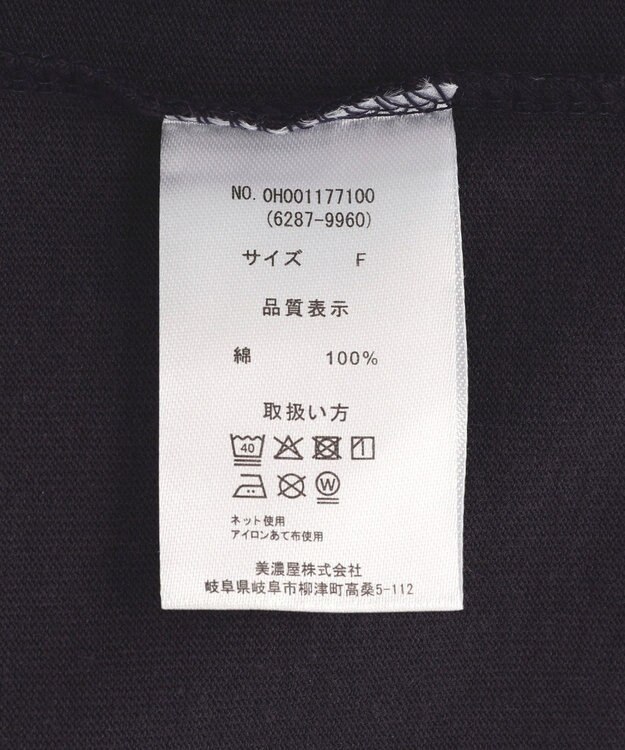 NO. 0H001177100
(6287-9960)
サイズ F
品質表示
綿 100%
取扱い方
40
W
ネット使用
アイロンあて布使用
美濃屋株式会社
岐阜県岐阜市柳津町高桑5-112